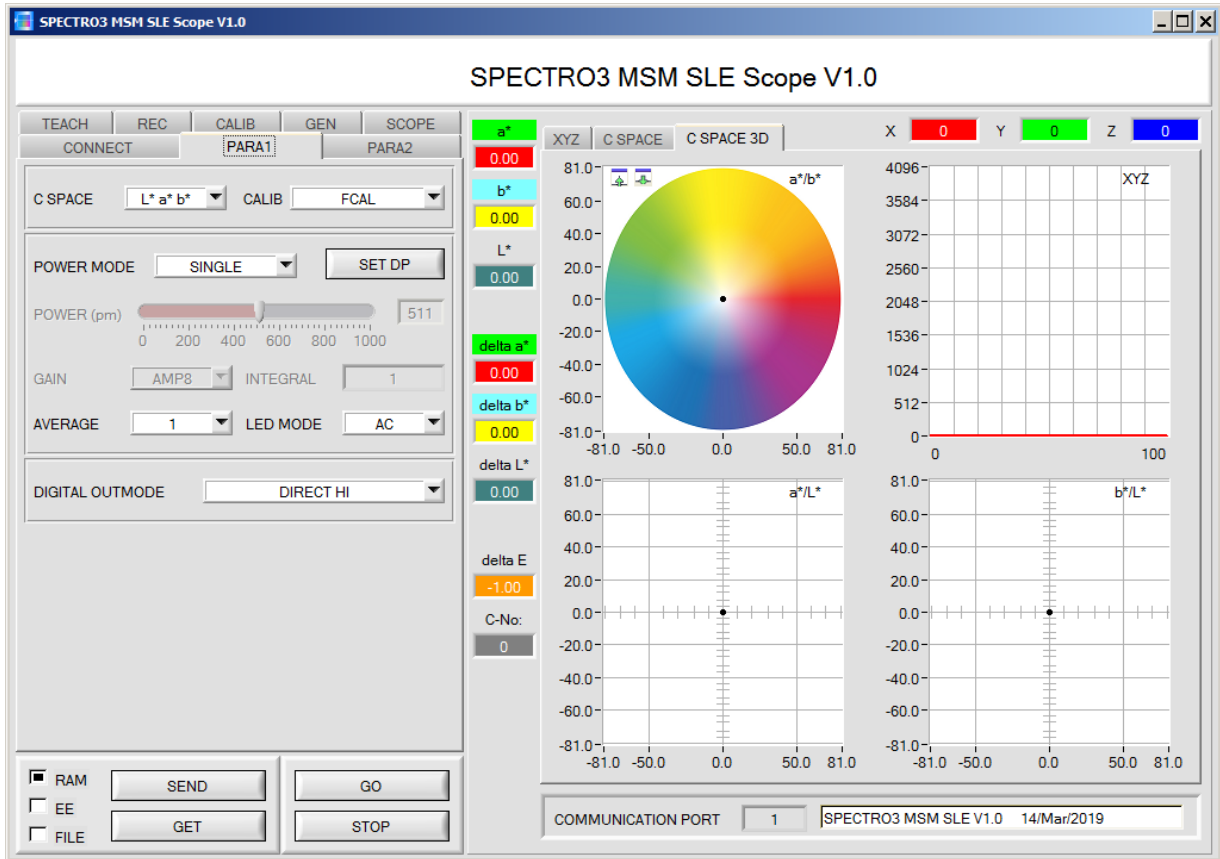 SPECTRO3 MSM SLE Scope V1.0
SPECTRO3 MSM SLE Scope V1.0
TEACH REC CALIB GEN SCOPE
CONNECT PARA1 PARA2
C SPACE L* a* b* CALIB FCAL
POWER MODE SINGLE SET DP
POWER (pm) 511
0 200 400 600 800 1000
GAIN AMP8 INTEGRAL 1
AVERAGE 1 LED MODE AC
DIGITAL OUTMODE DIRECT HI
RAM
EE
FILE
SEND
GET
GO
STOP
a*
0.00
b*
0.00
L*
0.00
delta a*
0.00
delta b*
0.00
delta L*
0.00
delta E
-1.00
C-No:
0
XYZ C SPACE C SPACE 3D
X 0 Y 0 Z 0
a*/b*
81.0
60.0
40.0
20.0
0.0
-20.0
-40.0
-60.0
-81.0
-81.0 -50.0 0.0 50.0 81.0
XYZ
4096
3584
3072
2560
2048
1536
1024
512
0
0 100
a*/L*
81.0
60.0
40.0
20.0
0.0
-20.0
-40.0
-60.0
-81.0
-81.0 -50.0 0.0 50.0 81.0
b*/L*
81.0
60.0
40.0
20.0
0.0
-20.0
-40.0
-60.0
-81.0
-81.0 -50.0 0.0 50.0 81.0
COMMUNICATION PORT 1 SPECTRO3 MSM SLE V1.0 14/Mar/2019